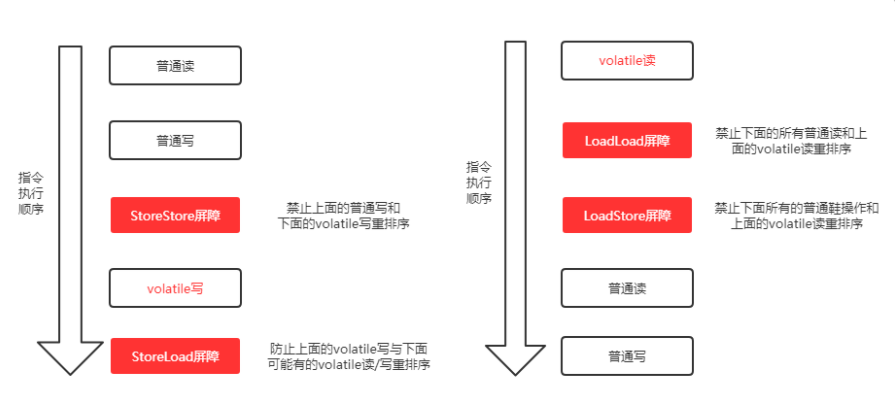 普通读
普通写
指令
执行
顺序
StoreStore屏障
禁止上面的普通写和
下面的volatile写重排序
volatile写
StoreLoad屏障
防止上面的volatile写与下面
可能有的volatile读/写重排序
volatile读
LoadLoad屏障
禁止下面的所有普通读和上
面的volatile读重排序
指令
执行
顺序
LoadStore屏障
禁止下面所有的普通鞋操作和
上面的volatile读重排序
普通读
普通写